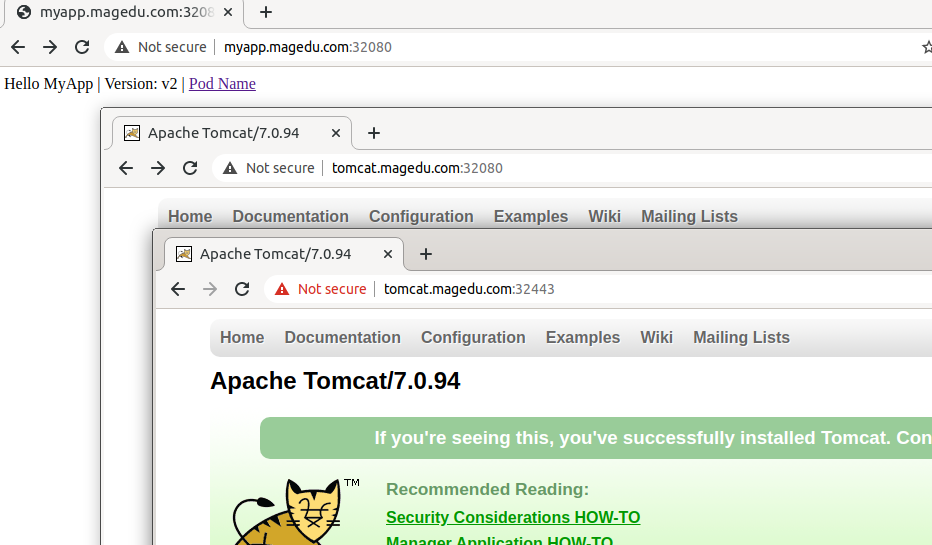 myapp.magedu.com:3208
Not secure | myapp.magedu.com:32080
Hello MyApp | Version: v2 | Pod Name
Apache Tomcat/7.0.94
Not secure | tomcat.magedu.com:32080
Home Documentation Configuration Examples Wiki Mailing Lists
Apache Tomcat/7.0.94
Not secure | tomcat.magedu.com:32443
Home Documentation Configuration Examples Wiki Mailing Lists
Apache Tomcat/7.0.94
If you're seeing this, you've successfully installed Tomcat. Con
TM
Recommended Reading:
Security Considerations HOW-TO
Manager Application HOW-TO